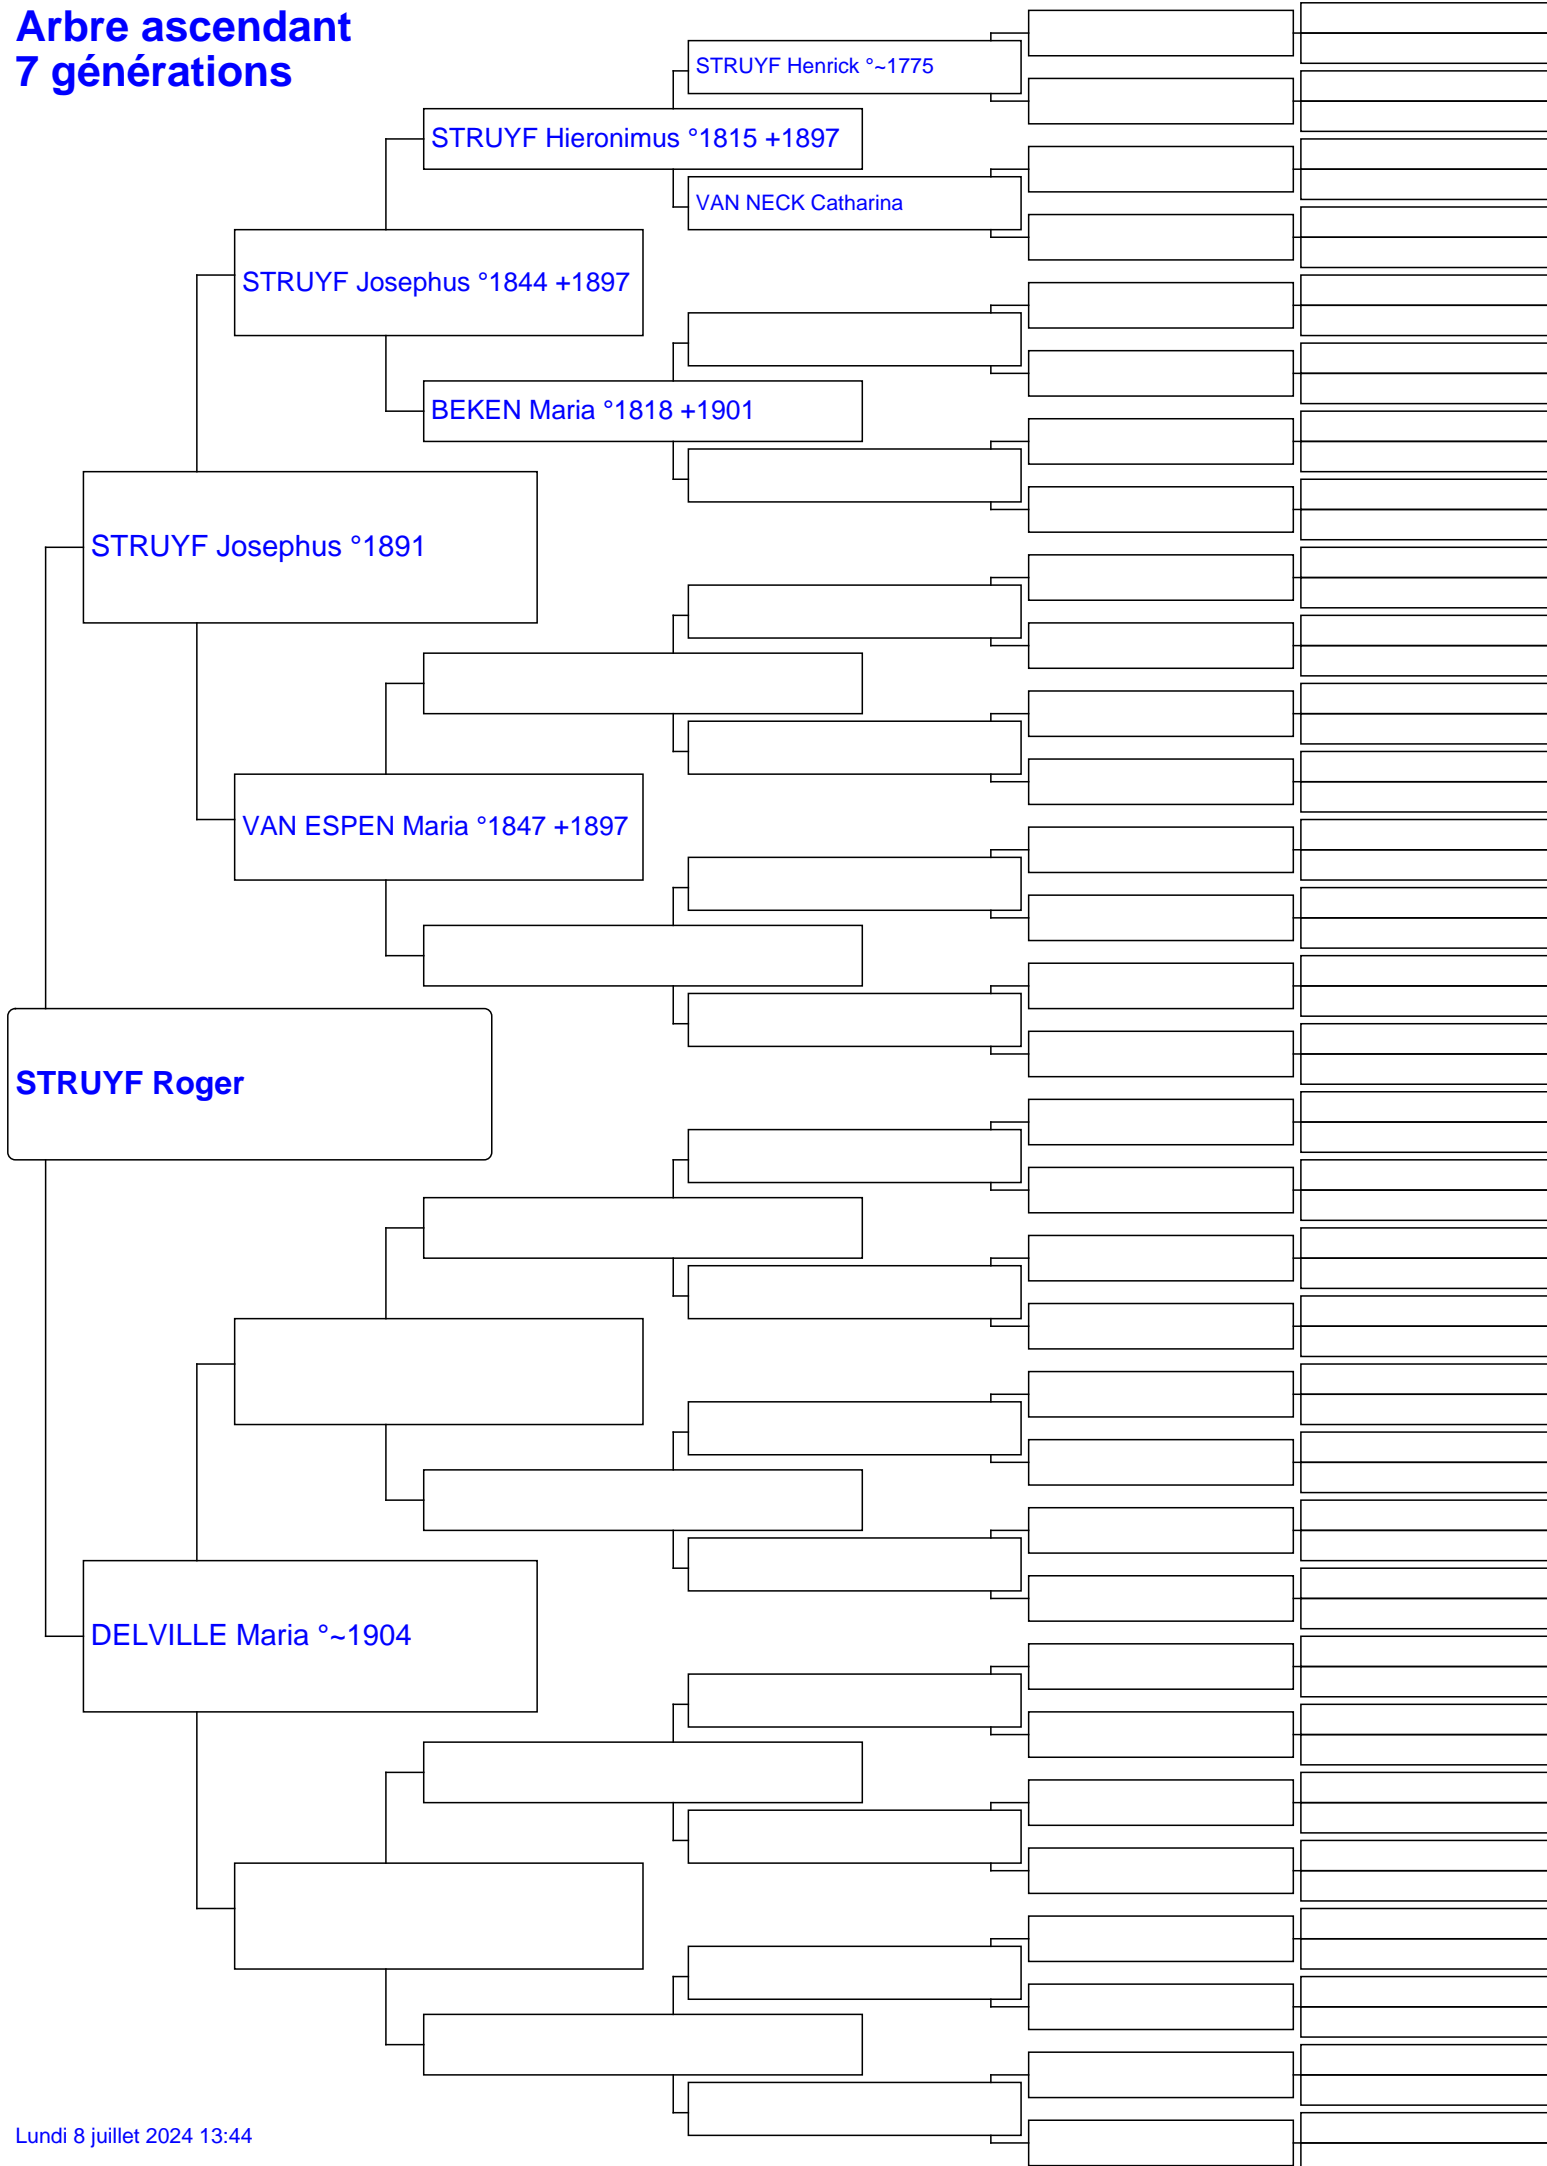 Arbre ascendant
7 générations
STRUYF Henrick °~1775
STRUYF Hieronimus °1815 +1897
VAN NECK Catharina
STRUYF Josephus °1844 +1897
BEKEN Maria °1818 +1901
STRUYF Josephus °1891
VAN ESPEN Maria °1847 +1897
STRUYF Roger
DELVILLE Maria °~1904
Lundi 8 juillet 2024 13:44